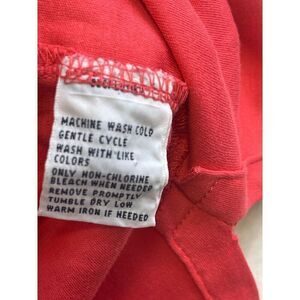 MACHINE WASH COLD
GENTLE CYCLE
WASH WITH LIKE
COLORS
ONLY NON-CHLORINE
BLEACH WHEN NEEDED
REMOVE PROMPTLY
TUMBLE DRY LOW
WARM IRON IF NEEDED